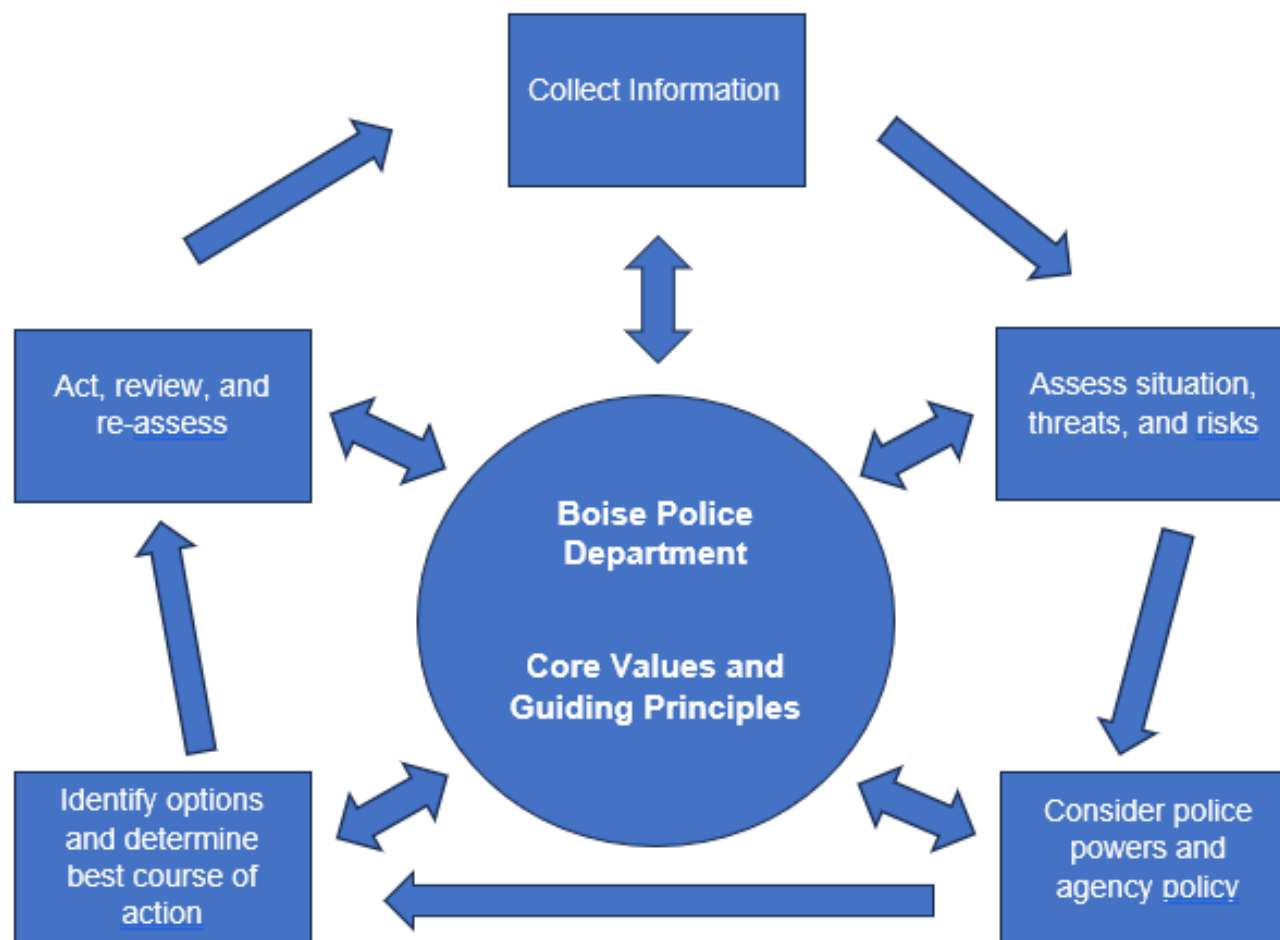 Collect Information
Act, review, and
re-assess
Assess situation,
threats, and risks
Boise Police
Department
Core Values and
Guiding Principles
Identify options
and determine
best course of
action
Consider police
powers and
agency policy